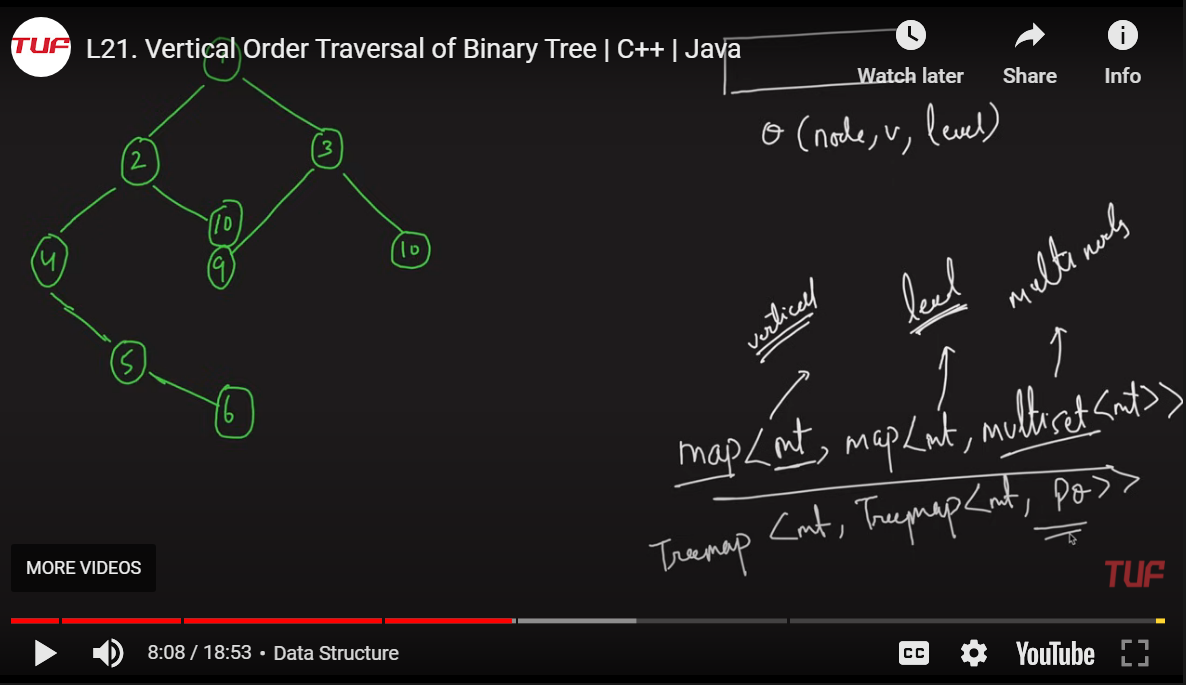 TUF L21. Vertical Order Traversal of Binary Tree | C++ | Java
Watch later Share Info
1
Q (node, v, level)
2
3
10
9
4
10
5
6
vertical
level
multi nodes
map<int, map<int, multiset<int>>
Treemap <int, Treemap<int, PQ>>
MORE VIDEOS
TUF
8:08 / 18:53 • Data Structure
CC YouTube